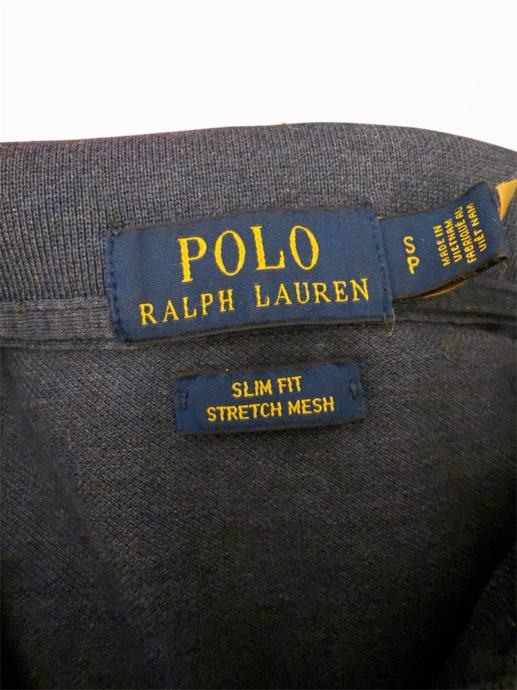 POLO
RALPH LAUREN
S
P
MADE IN
VIETNAM
FABRIQUÉ AU
VIET NAM
SLIM FIT
STRETCH MESH